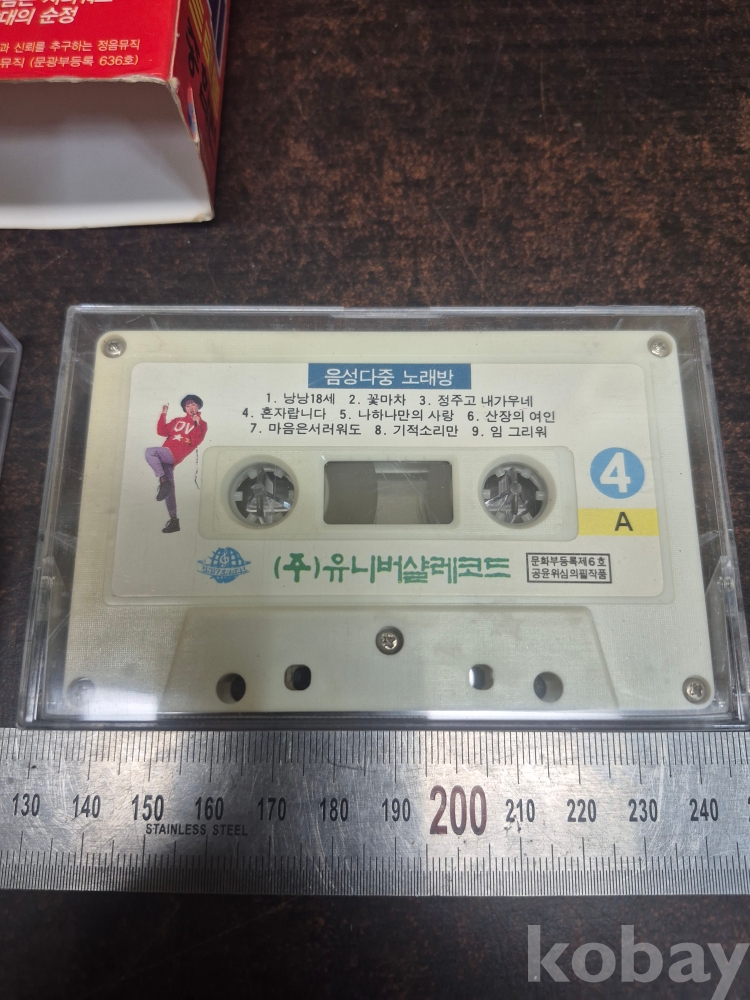 대의 순정
과 신뢰를 추구하는 정음뮤직
뮤직 (문광부등록 636호)
음성다중 노래방
1. 낭낭18세 2. 꽃마차 3. 정주고 내가우네
4. 혼자랍니다 5. 나하나만의 사랑 6. 산장의 여인
7. 마음은서러워도 8. 기적소리만 9. 임 그리워
OV
4
A
(주)유니버샬레코드
문화부등록제6호
공윤위심의필작품
130 140 150 160 170 180 190 200 210 220 230 240
STAINLESS STEEL
kobay